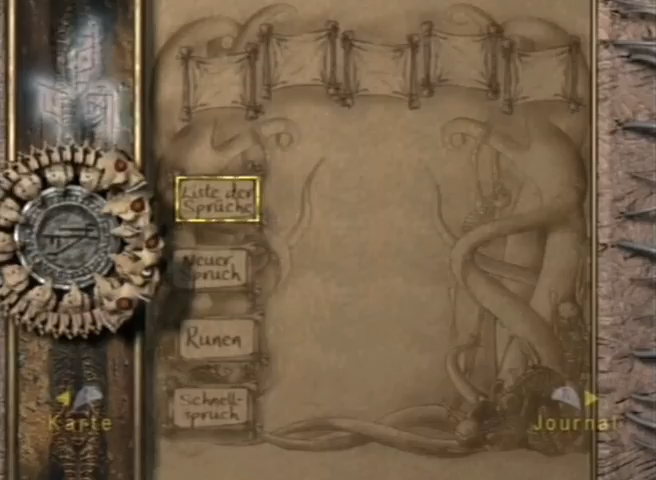 Liste der
Sprüche
Neuer
Spruch
Runen
Schnell-
spruch
Karte
Journal